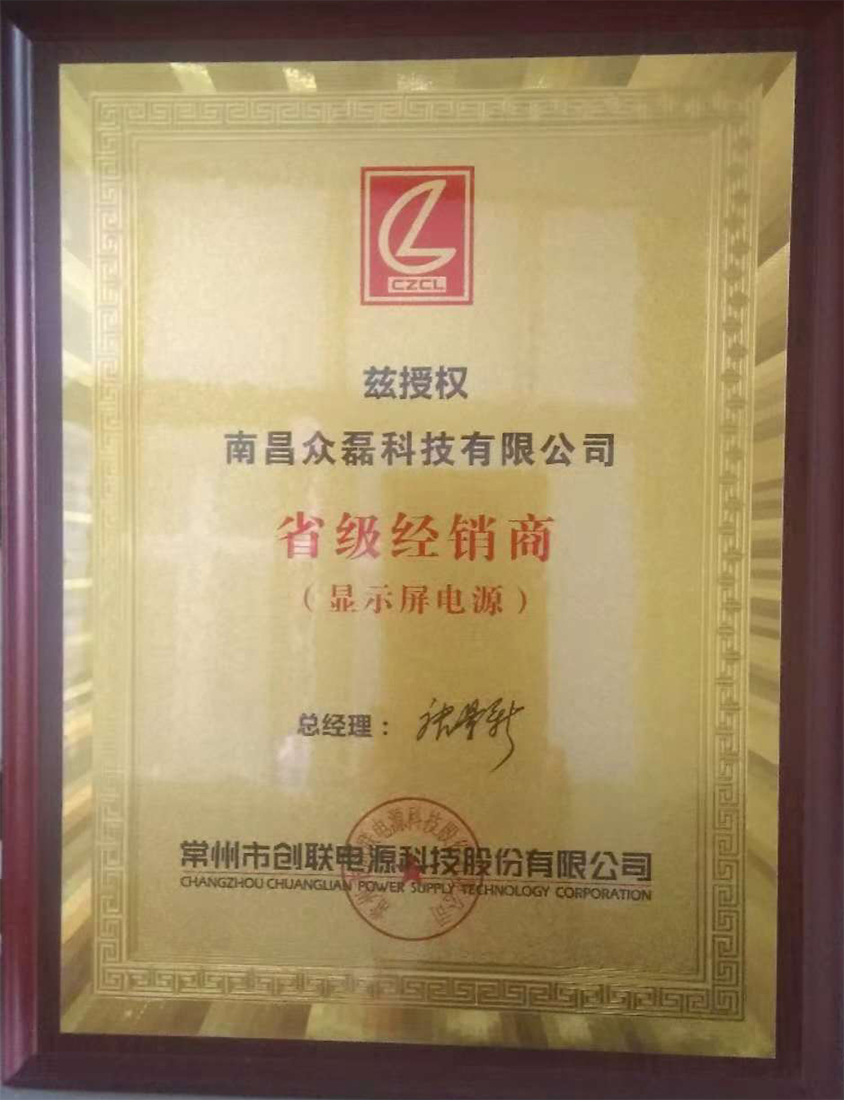 CZCL
兹授权
南昌众磊科技有限公司
省级经销商
（显示屏电源）
总经理：
常州市创联电源科技股份有限公司
CHANGZHOU CHUANGLIAN POWER SUPPLY TECHNOLOGY CORPORATION